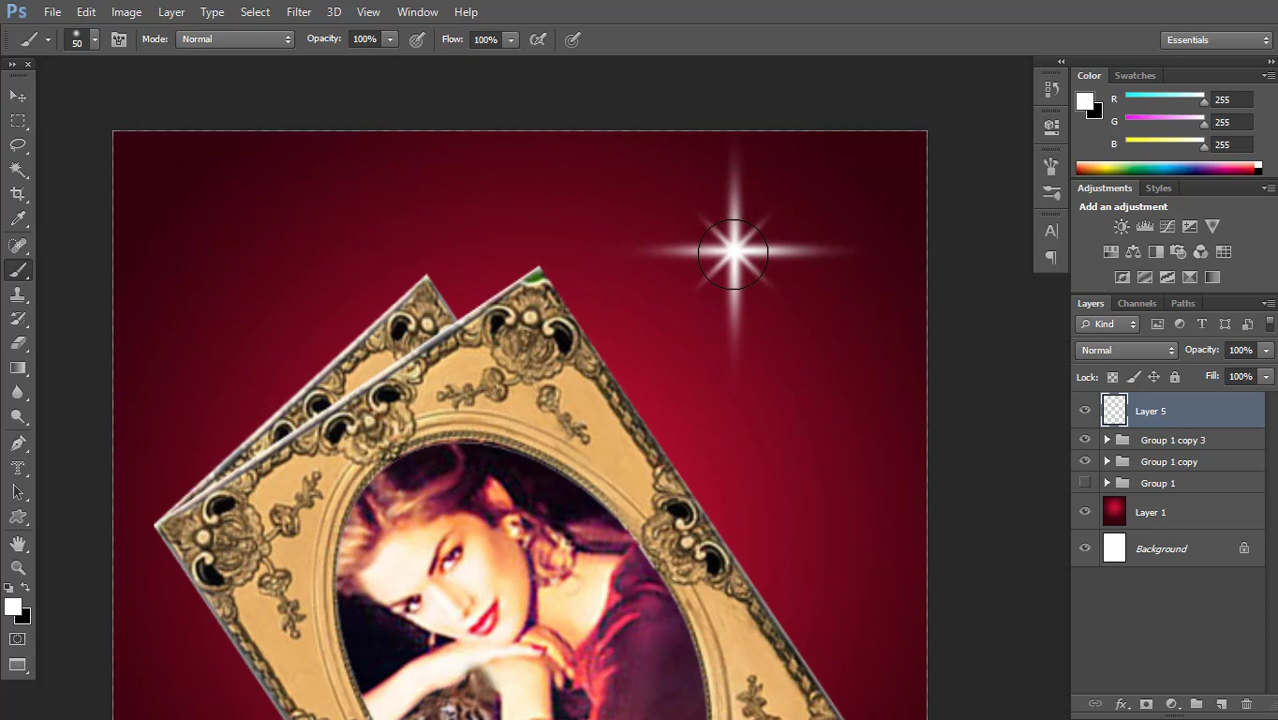 Ps File Edit Image Layer Type Select Filter 3D View Window Help
50 Mode: Normal Opacity: 100% Flow: 100% Essentials
Color Swatches
R 255
G 255
B 255
Adjustments Styles
Add an adjustment
A
Layers Channels Paths
Kind T
Normal Opacity: 100%
Lock: Fill: 100%
Layer 5
Group 1 copy 3
Group 1 copy
Group 1
Layer 1
Background
T
fx